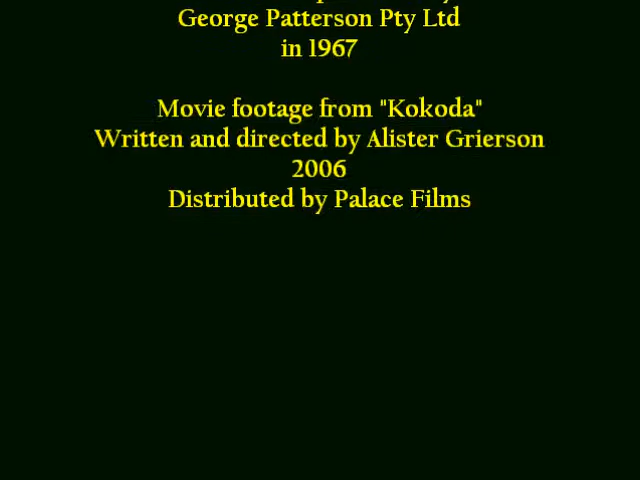 George Patterson Pty Ltd
in 1967
Movie footage from "Kokoda"
Written and directed by Alister Grierson
2006
Distributed by Palace Films